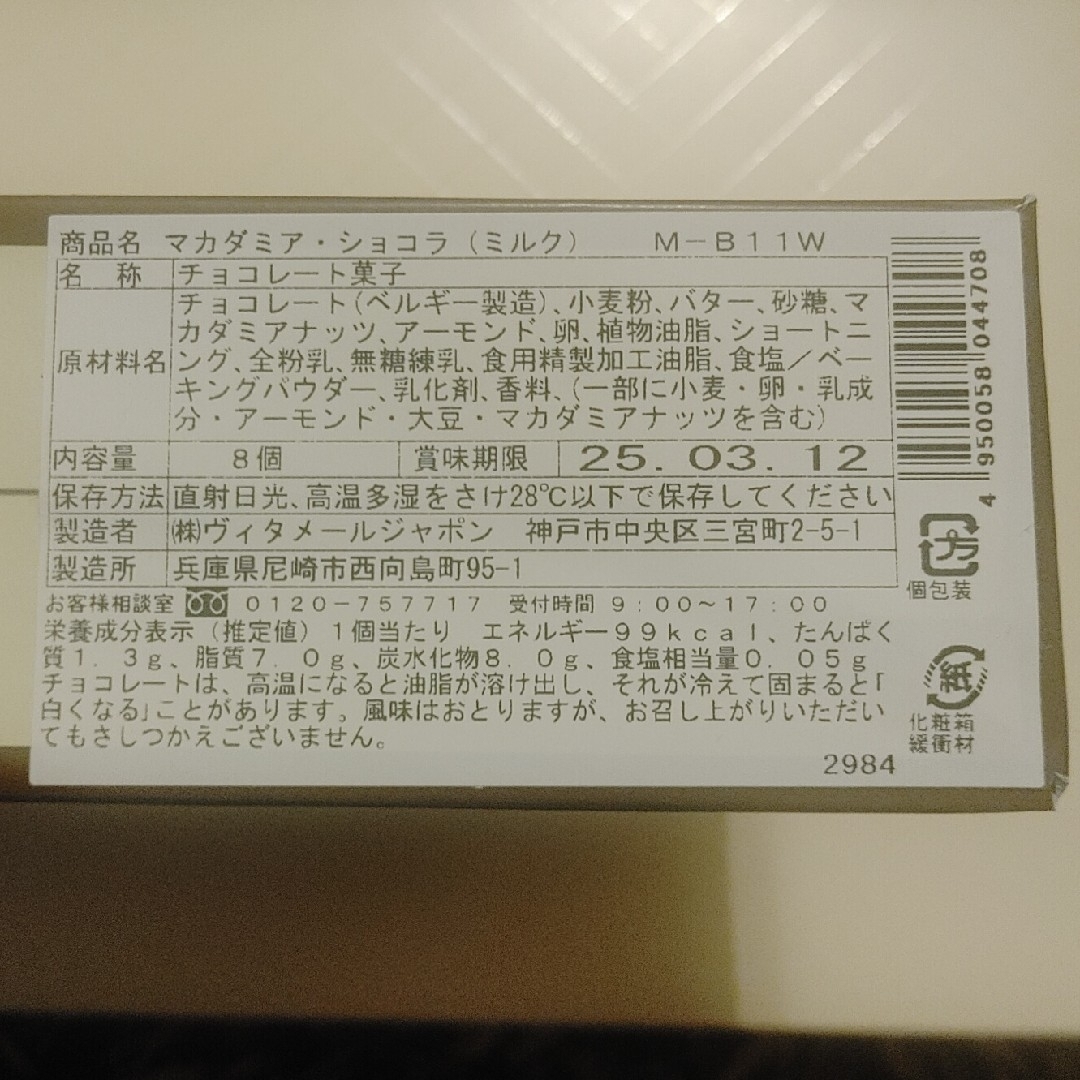 商品名 マカダミア・ショコラ（ミルク） M－B11W
名 称 チョコレート菓子
原材料名 チョコレート(ベルギー製造)、小麦粉、バター、砂糖、マ
カダミアナッツ、アーモンド、卵、植物油脂、ショートニ
ング、全粉乳、無糖練乳、食用精製加工油脂、食塩／ベー
キングパウダー、乳化剤、香料、(一部に小麦・卵・乳成
分・アーモンド・大豆・マカダミアナッツを含む)
内容量 8個 賞味期限 25.03.12
保存方法 直射日光、高温多湿をさけ28℃以下で保存してください
製造者 ㈱ヴィタメールジャポン 神戸市中央区三宮町2-5-1
製造所 兵庫県尼崎市西向島町95-1
お客様相談室 0120－757717 受付時間 9：00～17：00
栄養成分表示（推定値）1個当たり エネルギー99kcal、たんぱく
質1．3g、脂質7．0g、炭水化物8．0g、食塩相当量0．05g
チョコレートは、高温になると油脂が溶け出し、それが冷えて固まると「
白くなる」ことがあります。風味はおとりますが、お召し上がりいただい
てもさしつかえございません。
2984
4 950058 044708
プラ
個包装
紙
化粧箱
緩衝材